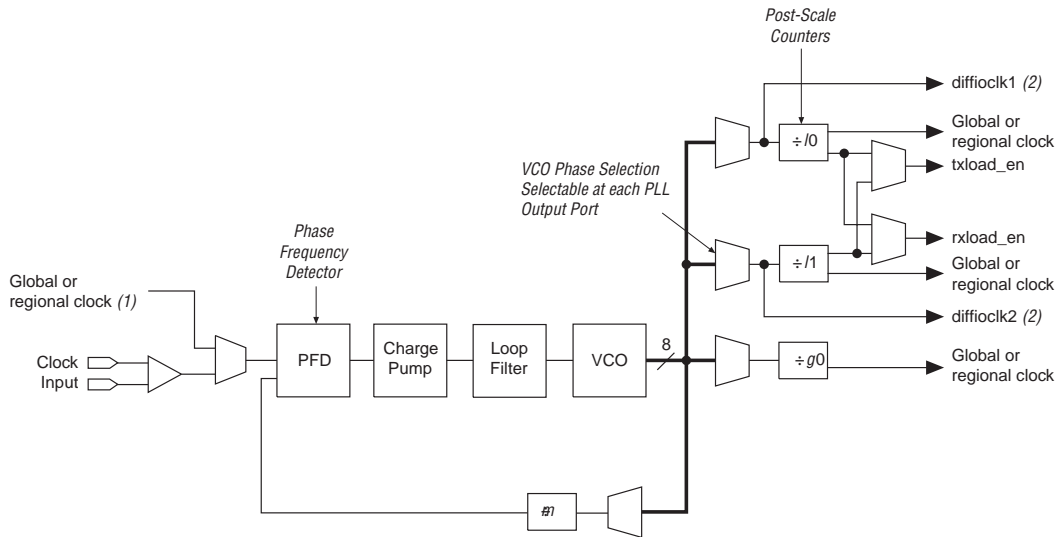 Post-Scale
Counters
diffioclk1 (2)
Global or
regional clock
÷l0
txload_en
VCO Phase Selection
Selectable at each PLL
Output Port
rxload_en
÷l1
Global or
regional clock
Phase
Frequency
Detector
Global or
regional clock (1)
diffioclk2 (2)
Clock
Input
PFD
Charge
Pump
Loop
Filter
VCO
8
÷g0
Global or
regional clock